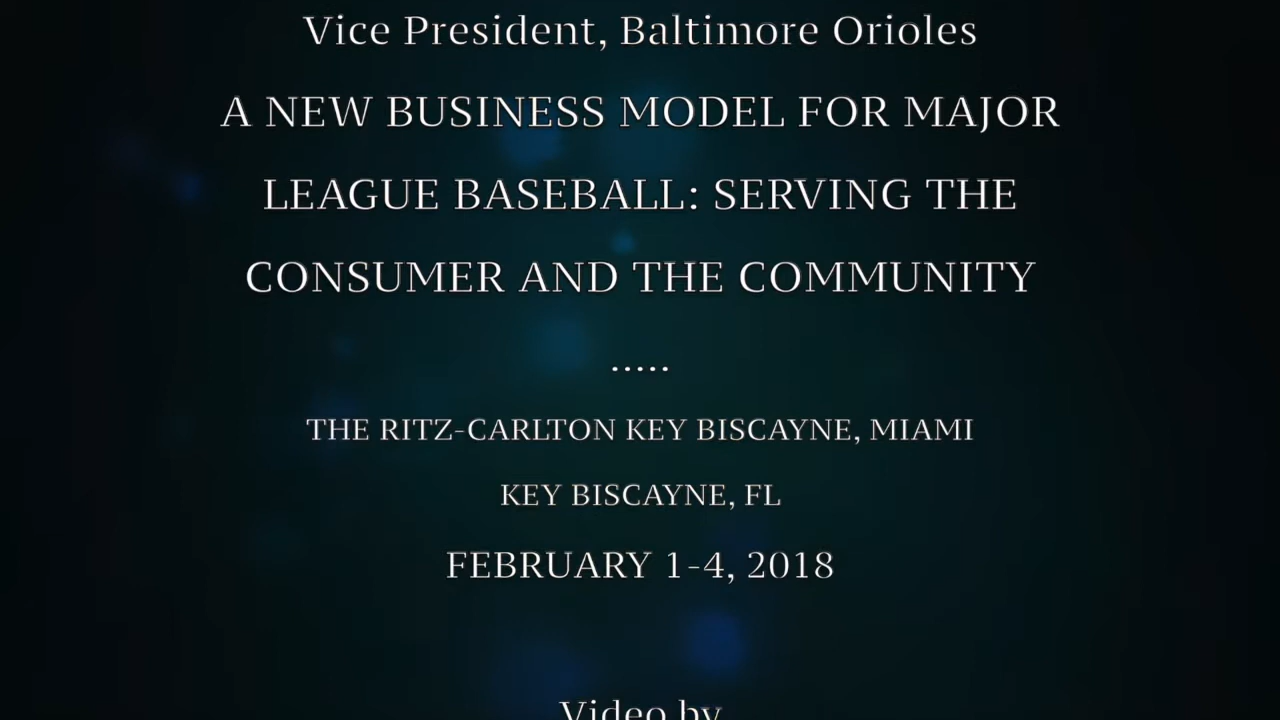 Vice President, Baltimore Orioles
A NEW BUSINESS MODEL FOR MAJOR
LEAGUE BASEBALL: SERVING THE
CONSUMER AND THE COMMUNITY
.....
THE RITZ-CARLTON KEY BISCAYNE, MIAMI
KEY BISCAYNE, FL
FEBRUARY 1-4, 2018
Video by